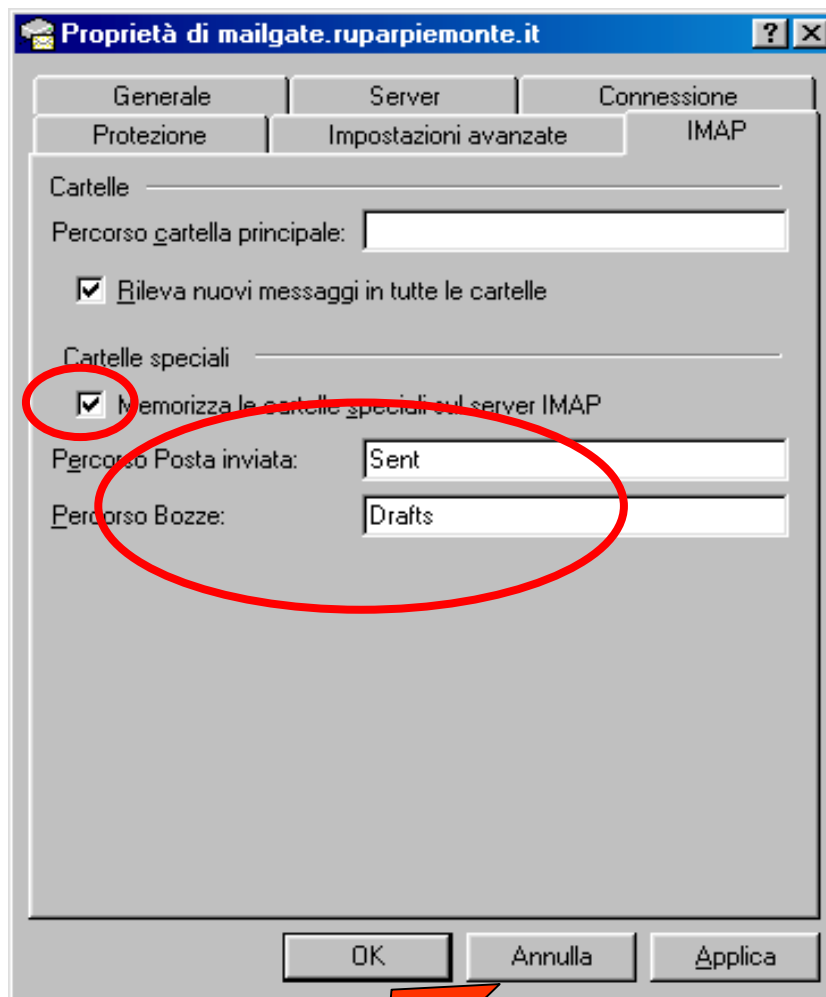 Proprietà di mailgate.ruparpiemonte.it
Generale Server Connessione
Protezione Impostazioni avanzate IMAP
Cartelle
Percorso cartella principale:
Rileva nuovi messaggi in tutte le cartelle
Cartelle speciali
Memorizza le cartelle speciali sul server IMAP
Percorso Posta inviata: Sent
Percorso Bozze: Drafts
OK Annulla Applica